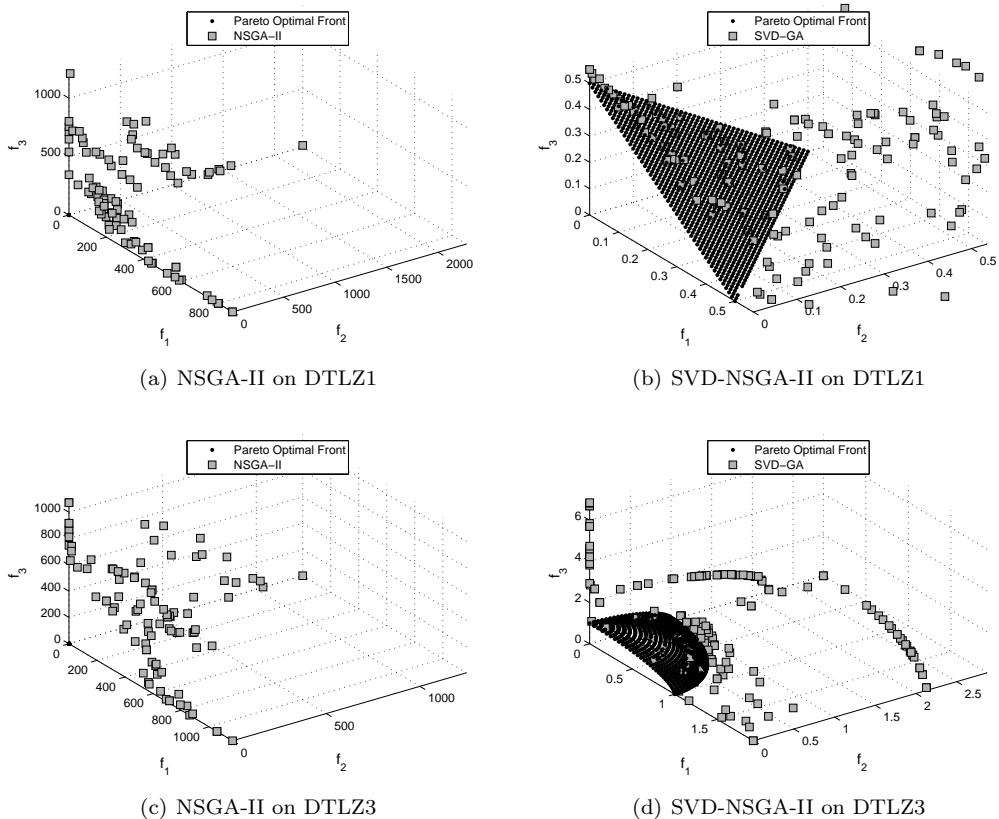 Pareto Optimal Front
NSGA−II
1000
500
0
f3
0
200
400
600
800
f1
0
500
1000
1500
2000
f2
(a) NSGA-II on DTLZ1
Pareto Optimal Front
SVD−GA
0.5
0.4
0.3
0.2
0.1
0
f3
0
0.1
0.2
0.3
0.4
0.5
f1
0
0.1
0.2
0.3
0.4
0.5
f2
(b) SVD-NSGA-II on DTLZ1
Pareto Optimal Front
NSGA−II
1000
800
600
400
200
0
f3
0
200
400
600
800
1000
f1
0
500
1000
f2
(c) NSGA-II on DTLZ3
Pareto Optimal Front
SVD−GA
6
4
2
0
f3
0
0.5
1
1.5
f1
0
0.5
1
1.5
2
2.5
f2
(d) SVD-NSGA-II on DTLZ3